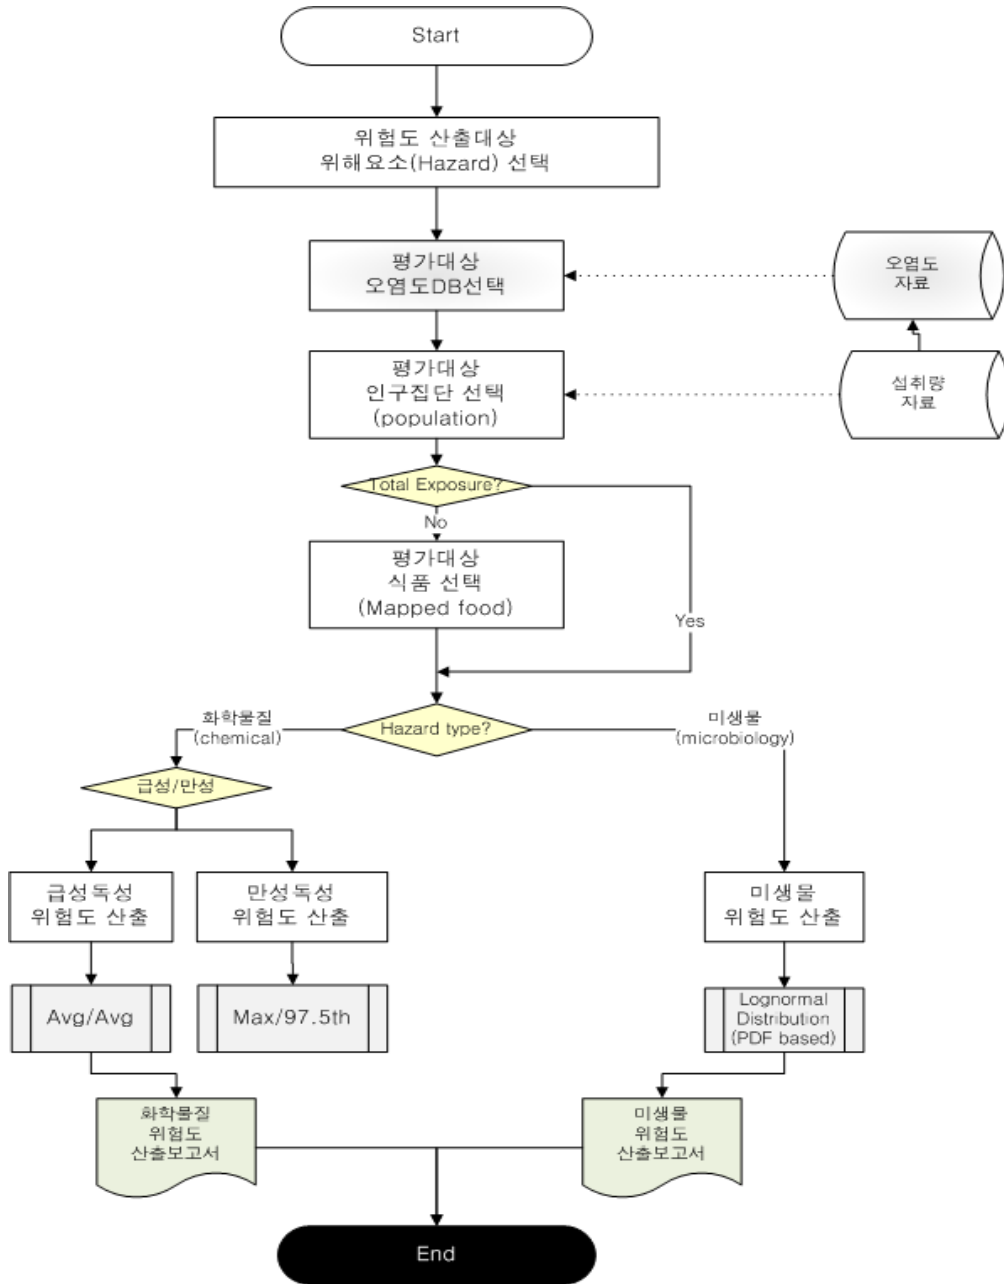 Start
위험도 산출대상
위해요소(Hazard) 선택
평가대상
오염도DB선택
오염도
자료
평가대상
인구집단 선택
(population)
섭취량
자료
Total Exposure?
No
평가대상
식품 선택
(Mapped food)
Yes
화학물질
(chemical)
Hazard type?
미생물
(microbiology)
급성/만성
급성독성
위험도 산출
만성독성
위험도 산출
미생물
위험도 산출
Avg/Avg
Max/97.5th
Lognormal
Distribution
(PDF based)
화학물질
위험도
산출보고서
미생물
위험도
산출보고서
End